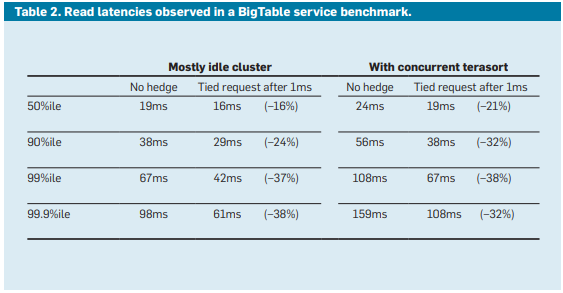 Table 2. Read latencies observed in a BigTable service benchmark.
Mostly idle cluster With concurrent terasort
No hedge Tied request after 1ms No hedge Tied request after 1ms
50%ile 19ms 16ms (–16%) 24ms 19ms (–21%)
90%ile 38ms 29ms (–24%) 56ms 38ms (–32%)
99%ile 67ms 42ms (–37%) 108ms 67ms (–38%)
99.9%ile 98ms 61ms (–38%) 159ms 108ms (–32%)